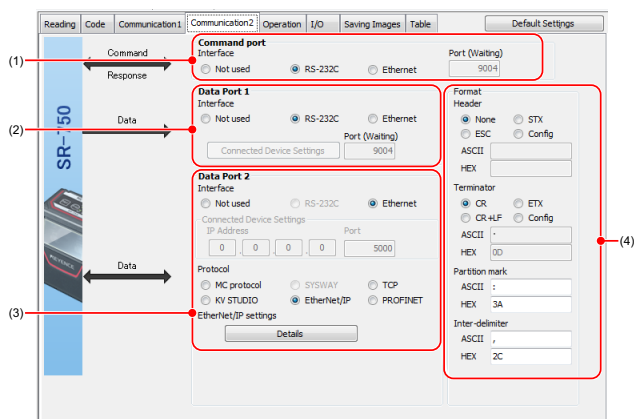 Reading Code Communication1 Communication2 Operation I/O Saving Images Table Default Settings
(1)
Command
Response
Command port
Interface
Port (Waiting)
Not used RS-232C Ethernet 9004
(2)
Data
Data Port 1
Interface
Not used RS-232C Ethernet
Port (Waiting)
Connected Device Settings 9004
SR-750
KEYENCE
(3)
Data
Data Port 2
Interface
Not used RS-232C Ethernet
Connected Device Settings
IP Address Port
0 . 0 . 0 . 0 5000
Protocol
MC protocol SYSWAY TCP
KV STUDIO EtherNet/IP PROFINET
EtherNet/IP settings
Details
(4)
Format
Header
None STX
ESC Config
ASCII
HEX
Terminator
CR ETX
CR+LF Config
ASCII ·
HEX 0D
Partition mark
ASCII :
HEX 3A
Inter-delimiter
ASCII ,
HEX 2C